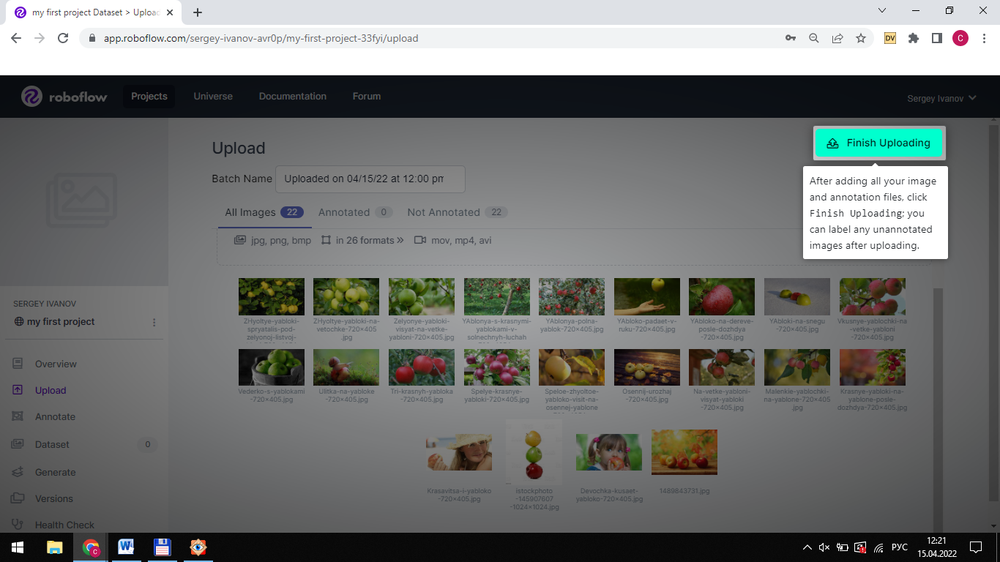 my first project Dataset > Upload
app.roboflow.com/sergey-ivanov-avr0p/my-first-project-33fyi/upload
DV
C
roboflow
Projects
Universe
Documentation
Forum
Sergey Ivanov
Upload
Finish Uploading
Batch Name
Uploaded on 04/15/22 at 12:00 pm
After adding all your image
and annotation files, click
Finish Uploading; you
can label any unannotated
images after uploading.
All Images 22
Annotated 0
Not Annotated 22
jpg, png, bmp
in 26 formats »
mov, mp4, avi
SERGEY IVANOV
my first project
Overview
Upload
Annotate
Dataset 0
Generate
Versions
Health Check
ZHyoltye-yabloki-
spryatalis-pod-
zelyonoj-listvoj-
ZHyoltye-yabloki-na-
vetochke-720×405
.jpg
Zelyonye-yabloki-
visyat-na-vetke-
yabloni-720×405.jpg
YAblonya-s-krasnymi-
yablokami-v-
solnechnyh-luchah
YAblonya-polna-
yablok-720×405.jpg
YAbloko-padaet-v-
ruku-720×405.jpg
YAbloko-na-dereve-
posle-dozhdya
-720×405.jpg
YAbloki-na-snegu
-720×405.jpg
Vkusnye-yablochki-na
-vetke-yabloni
-720×405.jpg
Vederko-s-yablokami
-720×405.jpg
Ulitka-na-yabloke
-720×405.jpg
Tri-krasnyh-yabloka
-720×405.jpg
Spelye-krasnye-
yabloki-720×405.jpg
Speloe-zhyoltoe-
yabloko-visit-na-
osennej-yablone
Osennij-urozhaj
-720×405.jpg
Na-vetke-yabloni-
visyat-yabloki
-720×405.jpg
Malenkie-yablochki-
na-yablone-720×405
.jpg
Krasnye-yabloki-na-
yablone-posle-
dozhdya-720×405.jpg
Krasavitsa-i-yabloko
-720×405.jpg
istockphoto
-145907607
-1024×1024.jpg
Devochka-kusaet-
yabloko-720×405.jpg
1489843731.jpg
РУС
12:21
15.04.2022